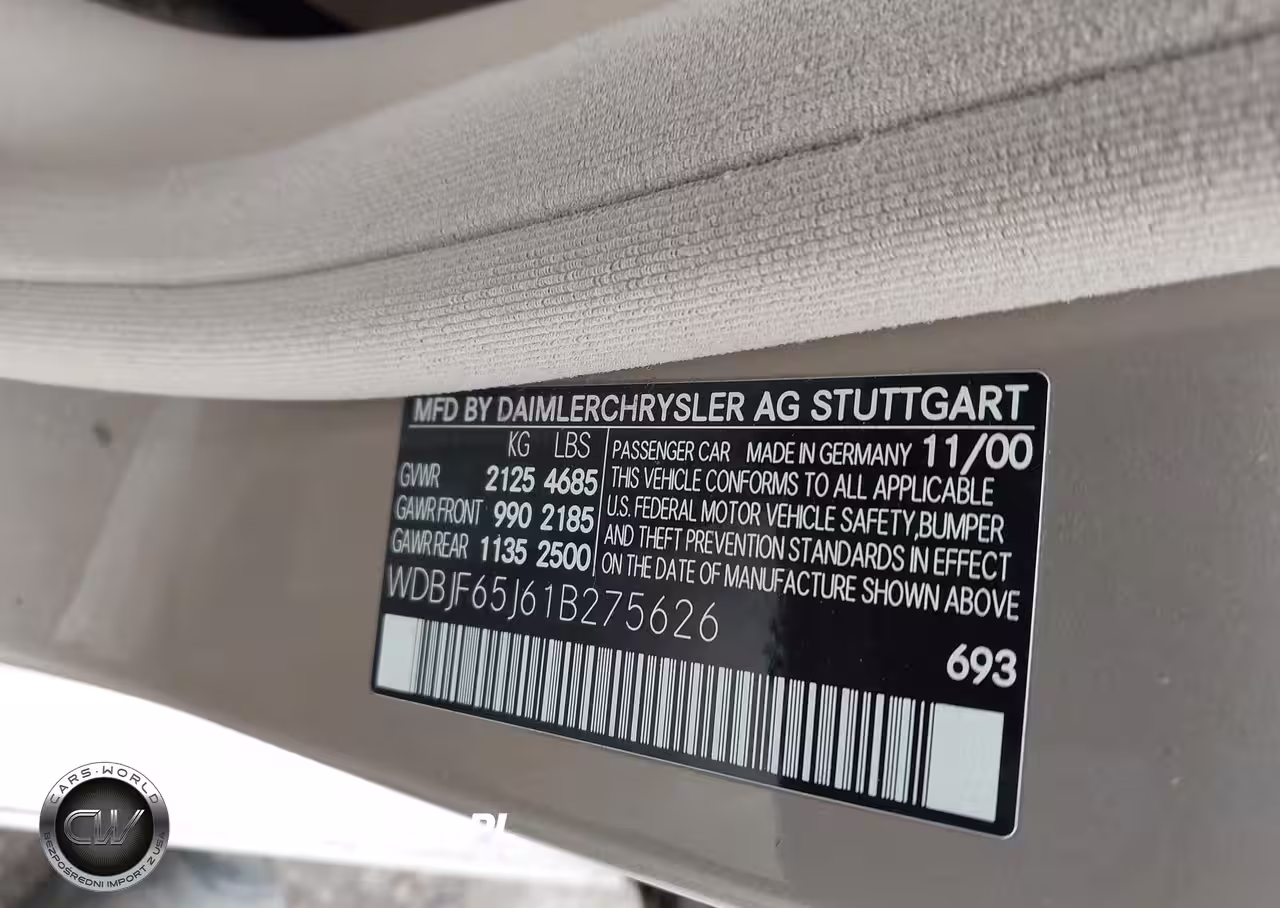 MFD BY DAIMLERCHRYSLER AG STUTTGART
KG LBS
GVWR 2125 4685
GAWR FRONT 990 2185
GAWR REAR 1135 2500
PASSENGER CAR MADE IN GERMANY 11/00
THIS VEHICLE CONFORMS TO ALL APPLICABLE
U.S. FEDERAL MOTOR VEHICLE SAFETY,BUMPER
AND THEFT PREVENTION STANDARDS IN EFFECT
ON THE DATE OF MANUFACTURE SHOWN ABOVE
WDBJF65J61B275626
693
CARS·WORLD
CW
BEZPOŚREDNI IMPORT Z USA